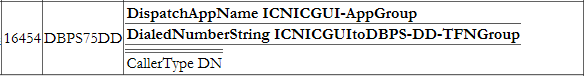 16454 DBPS75DD
DispatchAppName ICNICGUI-AppGroup
DialedNumberString ICNICGUItoDBPS-DD-TFNGroup
CallerType DN